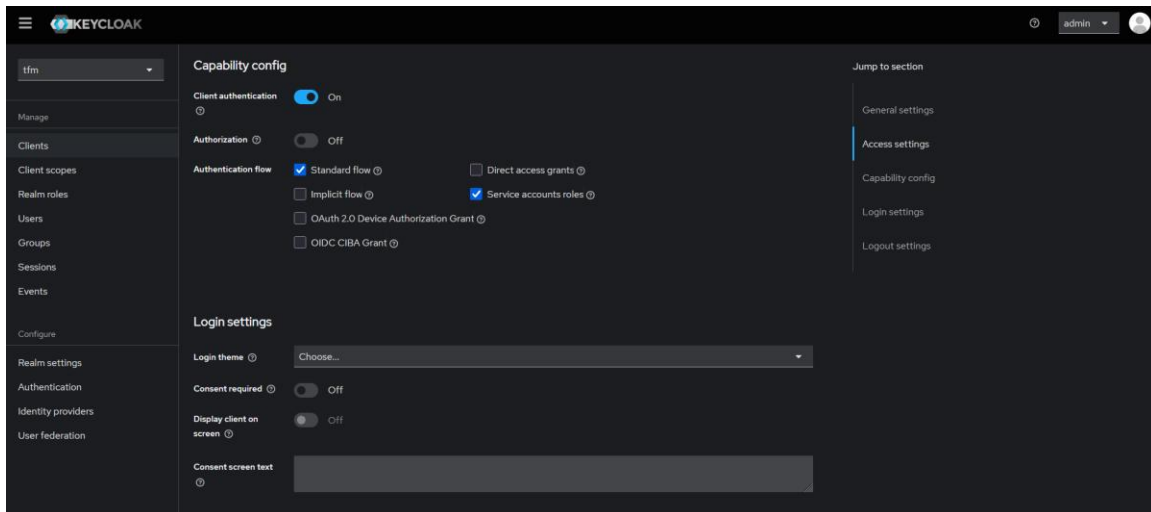 KEYCLOAK
admin
tfm
Manage
Clients
Client scopes
Realm roles
Users
Groups
Sessions
Events
Configure
Realm settings
Authentication
Identity providers
User federation
Capability config
Client authentication
On
Authorization
Off
Authentication flow
Standard flow
Direct access grants
Implicit flow
Service accounts roles
OAuth 2.0 Device Authorization Grant
OIDC CIBA Grant
Login settings
Login theme
Choose...
Consent required
Off
Display client on
screen
Off
Consent screen text
Jump to section
General settings
Access settings
Capability config
Login settings
Logout settings